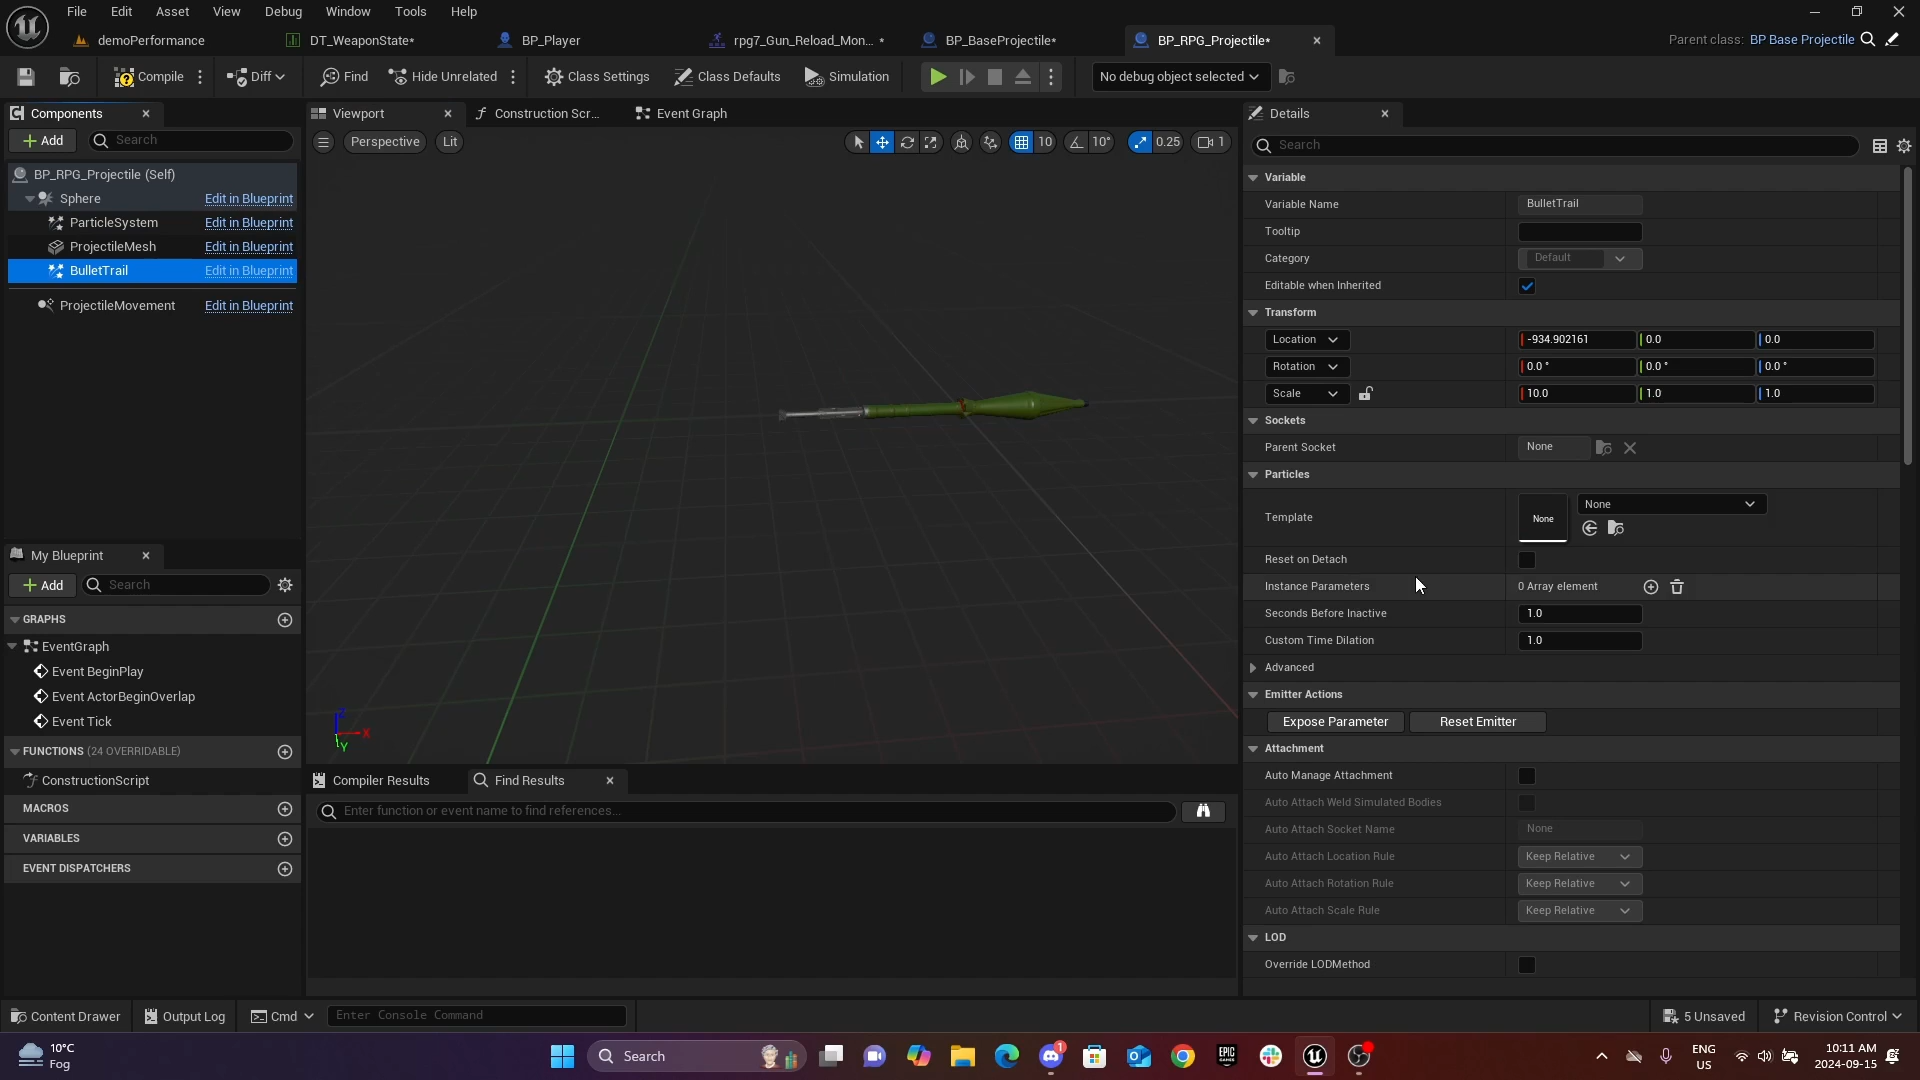 File Edit Asset View Debug Window Tools Help
demoPerformance DT_WeaponState* BP_Player rpg7_Gun_Reload_Mon... * BP_BaseProjectile* BP_RPG_Projectile* Parent class: BP Base Projectile
Compile Diff Find Hide Unrelated Class Settings Class Defaults Simulation No debug object selected
Components
Add Search
BP_RPG_Projectile (Self)
Sphere Edit in Blueprint
ParticleSystem Edit in Blueprint
ProjectileMesh Edit in Blueprint
BulletTrail Edit in Blueprint
ProjectileMovement Edit in Blueprint
My Blueprint
Add Search
GRAPHS
EventGraph
Event BeginPlay
Event ActorBeginOverlap
Event Tick
FUNCTIONS (24 OVERRIDABLE)
ConstructionScript
MACROS
VARIABLES
EVENT DISPATCHERS
Viewport Construction Scr... Event Graph
Perspective Lit 10 10° 0.25 1
Z
X
Y
Compiler Results Find Results
Enter function or event name to find references...
Details
Search
Variable
Variable Name BulletTrail
Tooltip
Category Default
Editable when Inherited
Transform
Location -934.902161 0.0 0.0
Rotation 0.0 ° 0.0 ° 0.0 °
Scale 10.0 1.0 1.0
Sockets
Parent Socket None
Particles
Template None None
Reset on Detach
Instance Parameters 0 Array element
Seconds Before Inactive 1.0
Custom Time Dilation 1.0
Advanced
Emitter Actions
Expose Parameter Reset Emitter
Attachment
Auto Manage Attachment
Auto Attach Weld Simulated Bodies
Auto Attach Socket Name None
Auto Attach Location Rule Keep Relative
Auto Attach Rotation Rule Keep Relative
Auto Attach Scale Rule Keep Relative
LOD
Override LODMethod
Content Drawer Output Log Cmd Enter Console Command 5 Unsaved Revision Control
10°C
Fog
Search
1
EPIC GAMES
ENG
US
10:11 AM
2024-09-15